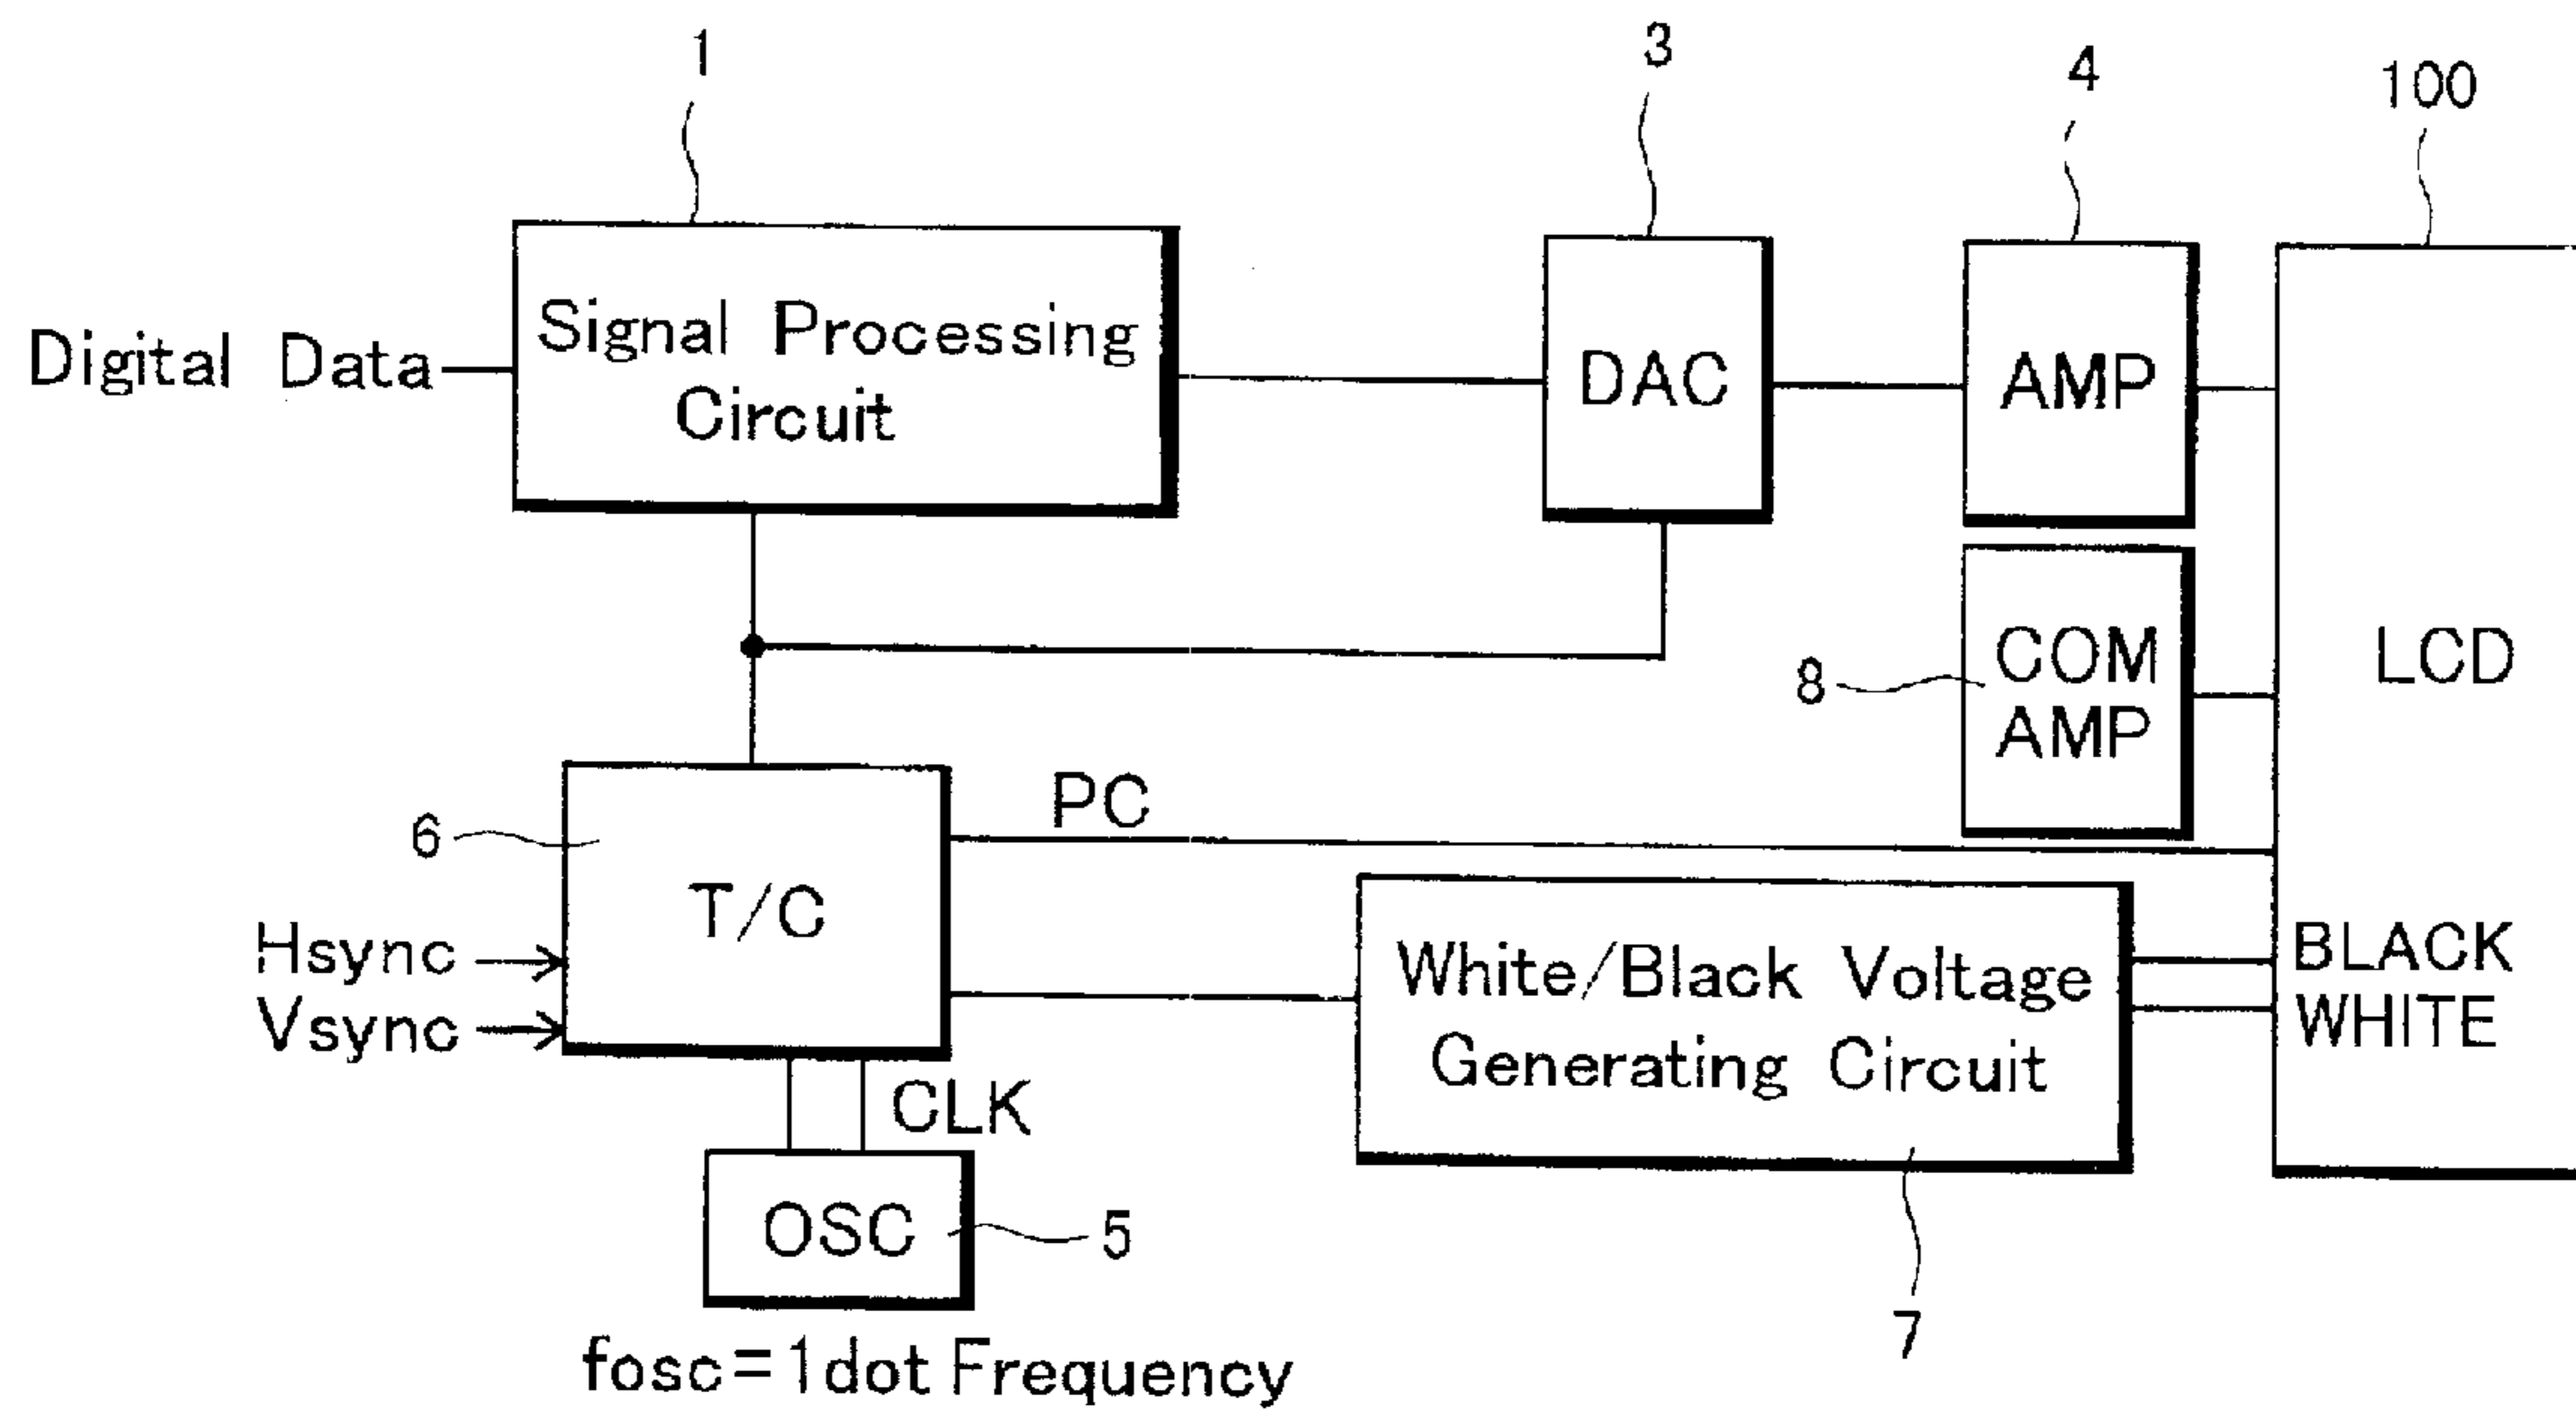 1
3
4
100
Digital Data
Signal Processing
Circuit
DAC
AMP
8
COM
AMP
LCD
6
T/C
PC
Hsync
Vsync
White/Black Voltage
Generating Circuit
BLACK
WHITE
CLK
OSC
5
7
fosc=1dot Frequency